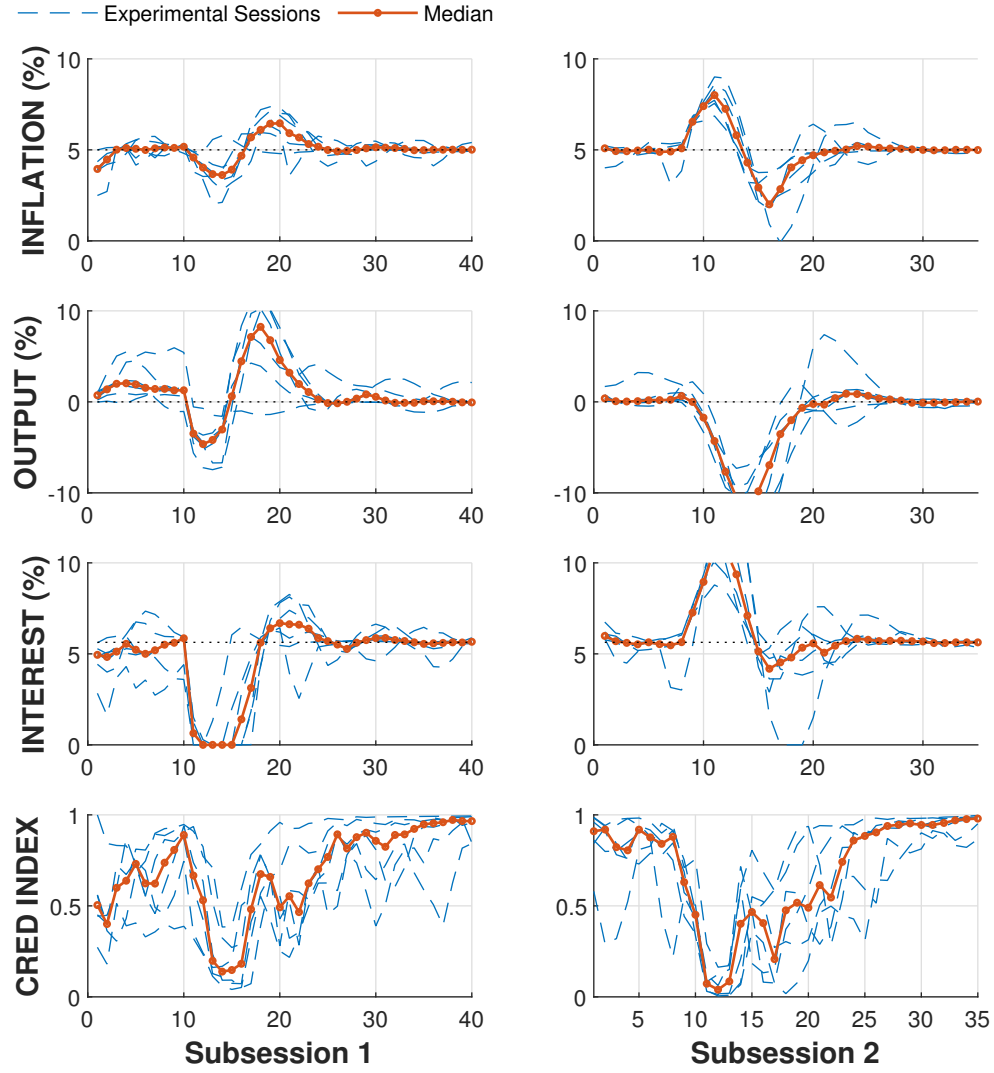 Experimental Sessions Median
INFLATION (%)
10
5
0
0 10 20 30 40
10
5
0
0 10 20 30
OUTPUT (%)
10
0
-10
0 10 20 30 40
10
0
-10
0 10 20 30
INTEREST (%)
10
5
0
0 10 20 30 40
10
5
0
0 10 20 30
CRED INDEX
1
0.5
0
0 10 20 30 40
Subsession 1
1
0.5
0
5 10 15 20 25 30 35
Subsession 2